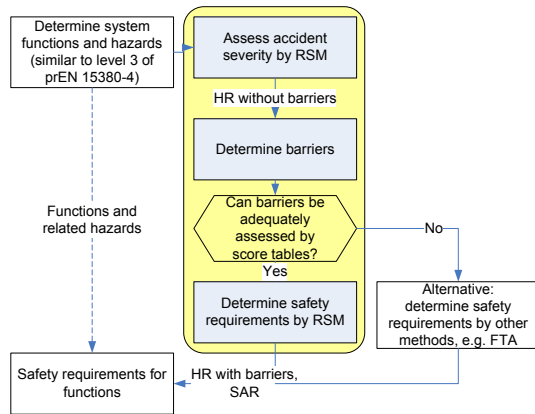 Determine system
functions and hazards
(similar to level 3 of
prEN 15380-4)
Assess accident
severity by RSM
HR without barriers
Determine barriers
Functions and
related hazards
Can barriers be
adequately
assessed by
score tables?
No
Yes
Determine safety
requirements by RSM
Alternative:
determine safety
requirements by other
methods, e.g. FTA
Safety requirements for
functions
HR with barriers,
SAR